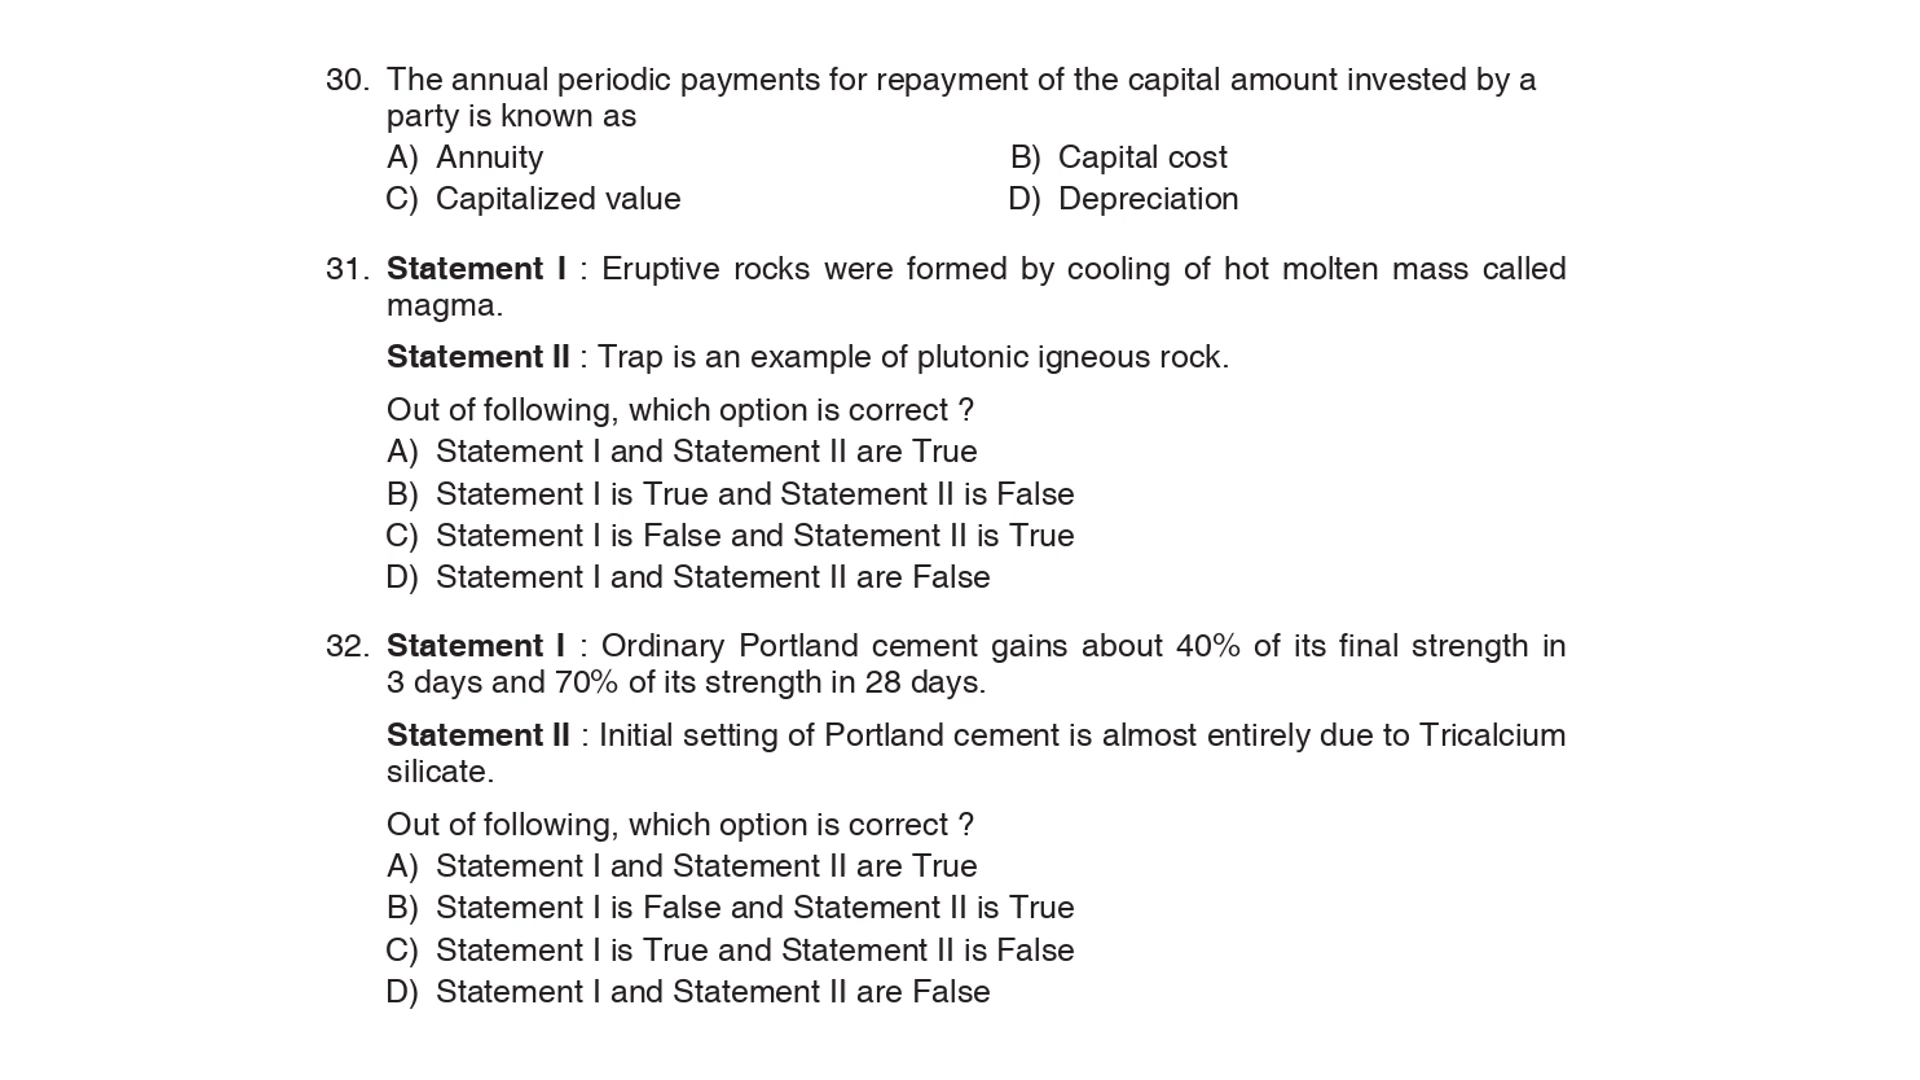 30. The annual periodic payments for repayment of the capital amount invested by a
party is known as
A) Annuity B) Capital cost
C) Capitalized value D) Depreciation
31. Statement I : Eruptive rocks were formed by cooling of hot molten mass called
magma.
Statement II : Trap is an example of plutonic igneous rock.
Out of following, which option is correct ?
A) Statement I and Statement II are True
B) Statement I is True and Statement II is False
C) Statement I is False and Statement II is True
D) Statement I and Statement II are False
32. Statement I : Ordinary Portland cement gains about 40% of its final strength in
3 days and 70% of its strength in 28 days.
Statement II : Initial setting of Portland cement is almost entirely due to Tricalcium
silicate.
Out of following, which option is correct ?
A) Statement I and Statement II are True
B) Statement I is False and Statement II is True
C) Statement I is True and Statement II is False
D) Statement I and Statement II are False